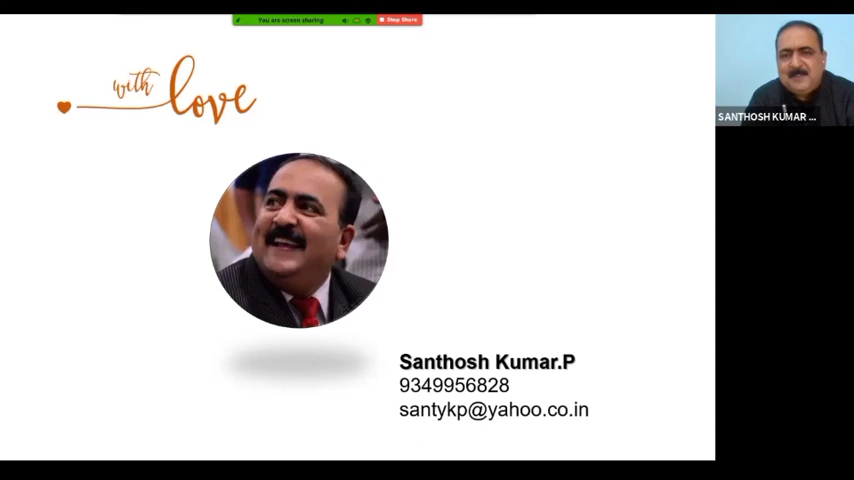 You are screen sharing
Stop Share
with
love
SANTHOSH KUMAR ...
Santhosh Kumar.P
9349956828
santykp@yahoo.co.in